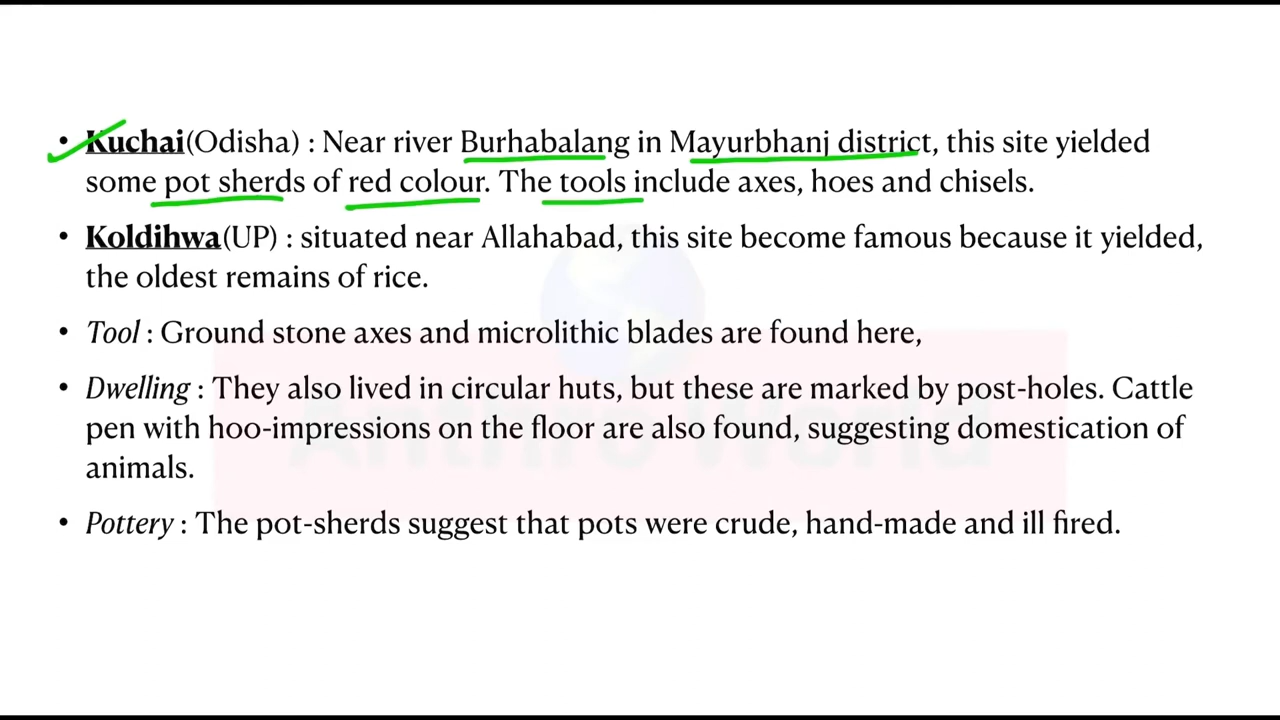 • Kuchai(Odisha) : Near river Burhabalang in Mayurbhanj district, this site yielded
some pot sherds of red colour. The tools include axes, hoes and chisels.
• Koldihwa(UP) : situated near Allahabad, this site become famous because it yielded,
the oldest remains of rice.
• Tool : Ground stone axes and microlithic blades are found here,
• Dwelling : They also lived in circular huts, but these are marked by post-holes. Cattle
pen with hoo-impressions on the floor are also found, suggesting domestication of
animals.
• Pottery : The pot-sherds suggest that pots were crude, hand-made and ill fired.
Anthro World